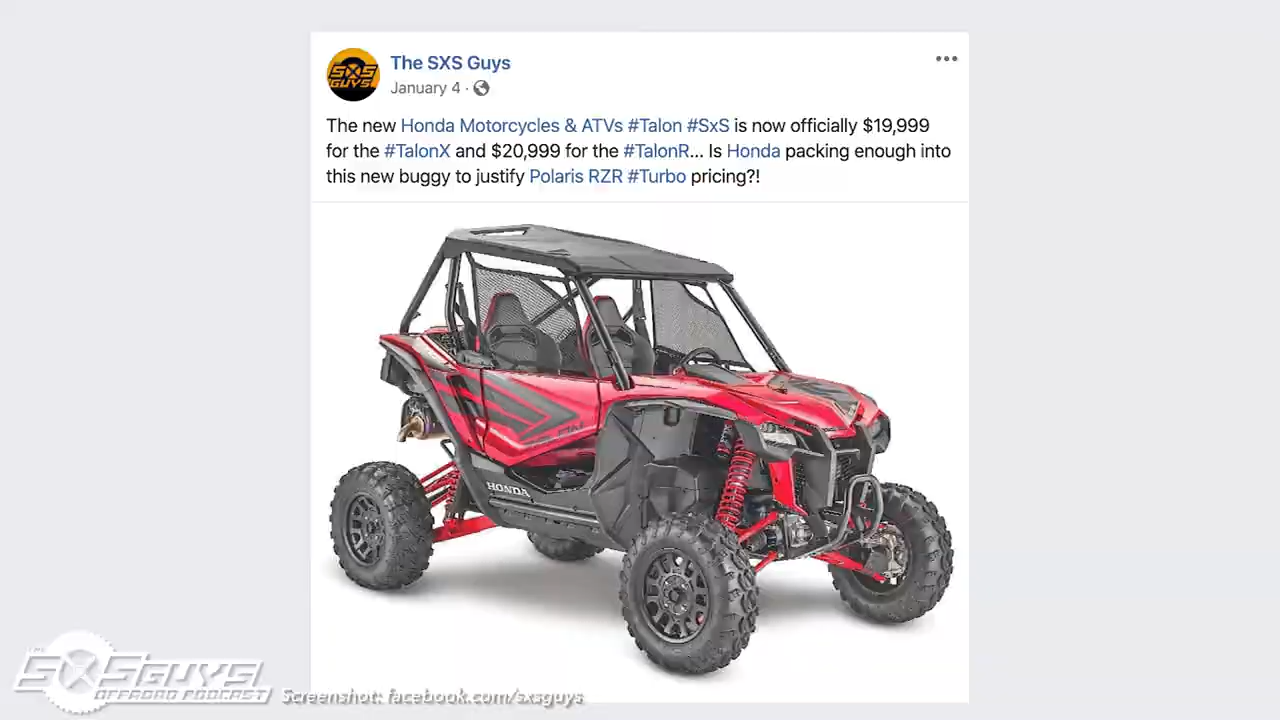 SXS
GUYS
The SXS Guys
January 4 ·
The new Honda Motorcycles & ATVs #Talon #SxS is now officially $19,999
for the #TalonX and $20,999 for the #TalonR... Is Honda packing enough into
this new buggy to justify Polaris RZR #Turbo pricing?!
HONDA
SXSGUYS
OFFROAD PODCAST
Screenshot: facebook.com/sxsguys